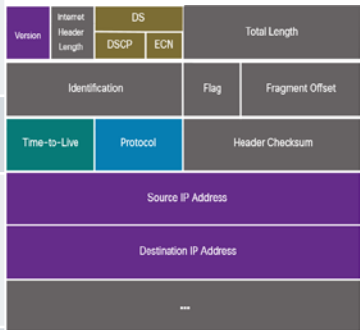 Version
Internet
Header
Length
DS
DSCP
ECN
Total Length
Identification
Flag
Fragment Offset
Time-to-Live
Protocol
Header Checksum
Source IP Address
Destination IP Address
...